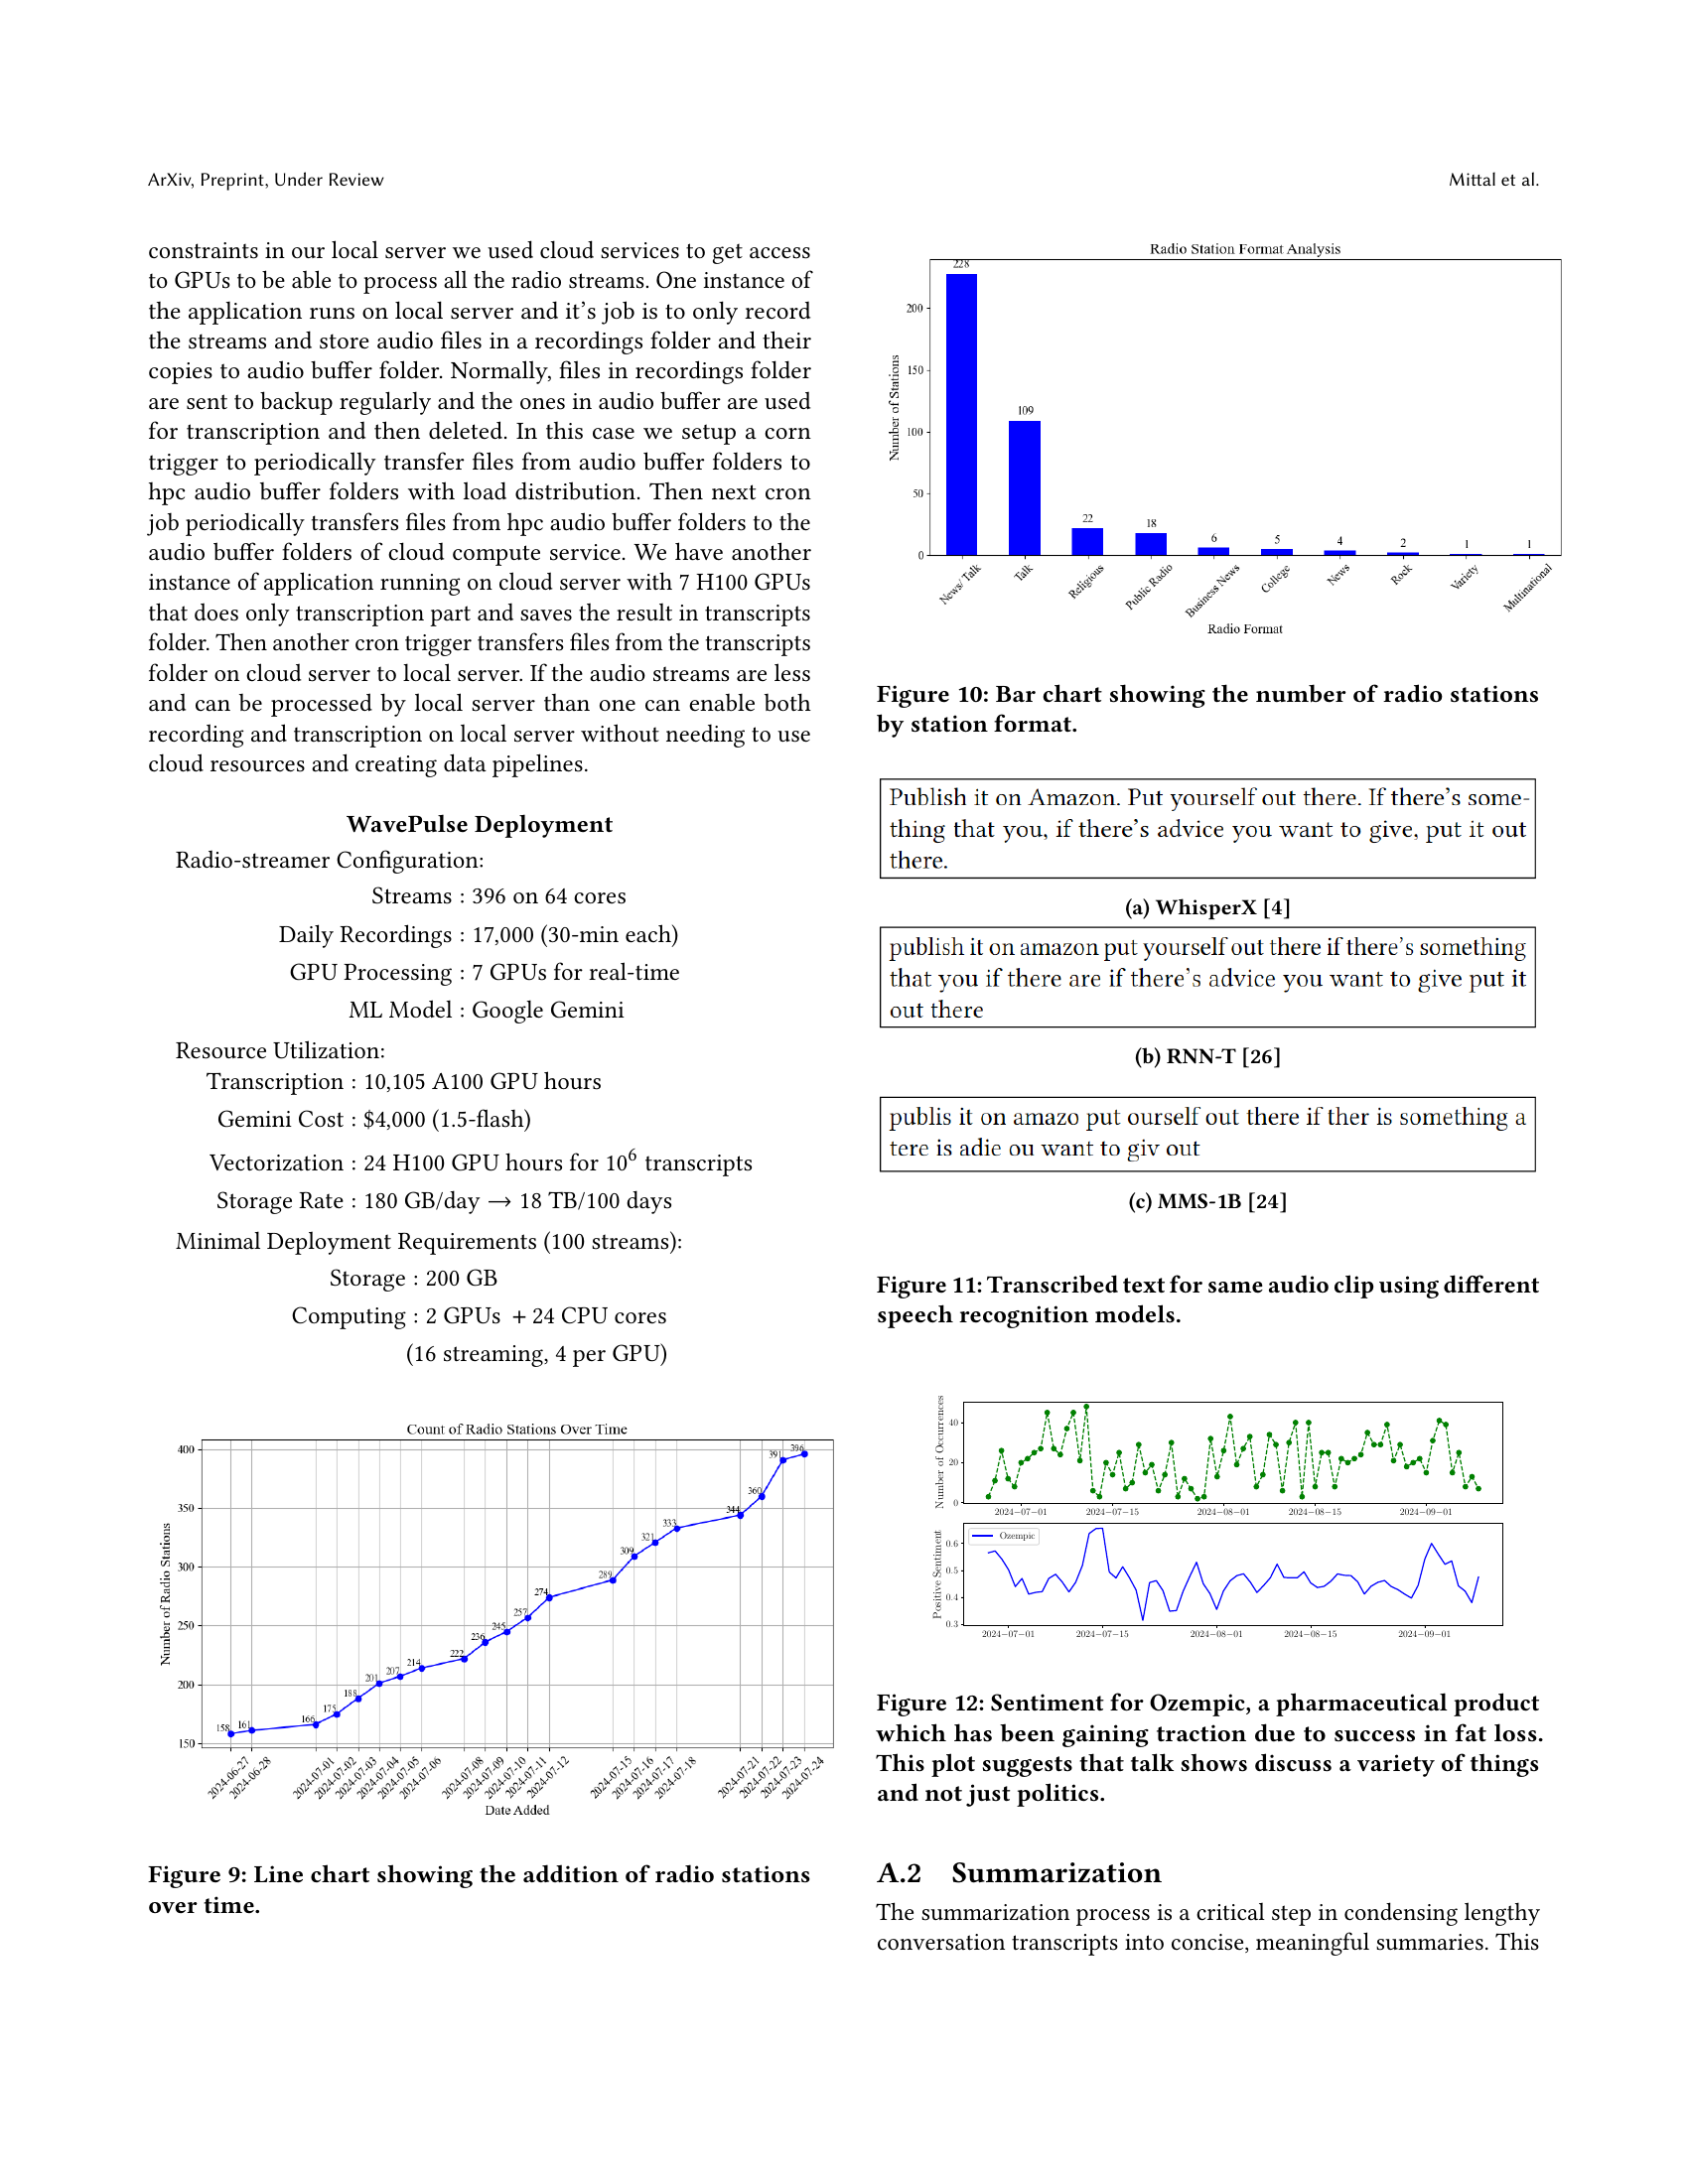 ArXiv, Preprint, Under Review
Mittal et al.
constraints in our local server we used cloud services to get access
to GPUs to be able to process all the radio streams. One instance of
the application runs on local server and it's job is to only record
the streams and store audio files in a recordings folder and their
copies to audio buffer folder. Normally, files in recordings folder
are sent to backup regularly and the ones in audio buffer are used
for transcription and then deleted. In this case we setup a corn
trigger to periodically transfer files from audio buffer folders to
hpc audio buffer folders with load distribution. Then next cron
job periodically transfers files from hpc audio buffer folders to the
audio buffer folders of cloud compute service. We have another
instance of application running on cloud server with 7 H100 GPUs
that does only transcription part and saves the result in transcripts
folder. Then another cron trigger transfers files from the transcripts
folder on cloud server to local server. If the audio streams are less
and can be processed by local server than one can enable both
recording and transcription on local server without needing to use
cloud resources and creating data pipelines.
WavePulse Deployment
Radio-streamer Configuration:
Streams : 396 on 64 cores
Daily Recordings : 17,000 (30-min each)
GPU Processing : 7 GPUs for real-time
ML Model : Google Gemini
Resource Utilization:
Transcription : 10,105 A100 GPU hours
Gemini Cost : $4,000 (1.5-flash)
Vectorization : 24 H100 GPU hours for 10⁶ transcripts
Storage Rate : 180 GB/day → 18 TB/100 days
Minimal Deployment Requirements (100 streams):
Storage : 200 GB
Computing : 2 GPUs + 24 CPU cores
(16 streaming, 4 per GPU)
Count of Radio Stations Over Time
Number of Radio Stations
400
350
300
250
200
150
158 161 166 175 188 201 207 214 222 236 245 257 274 289 309 321 333 344 360 391 396
2024-06-27 2024-06-28 2024-07-01 2024-07-02 2024-07-03 2024-07-04 2024-07-05 2024-07-06 2024-07-08 2024-07-09 2024-07-10 2024-07-11 2024-07-12 2024-07-15 2024-07-16 2024-07-17 2024-07-18 2024-07-21 2024-07-22 2024-07-23 2024-07-24
Date Added
Figure 9: Line chart showing the addition of radio stations
over time.
Radio Station Format Analysis
Number of Stations
200
150
100
50
0
228 109 22 18 6 5 4 2 1 1
News/Talk Talk Religious Public Radio Business News College News Rock Variety Multinational
Radio Format
Figure 10: Bar chart showing the number of radio stations
by station format.
Publish it on Amazon. Put yourself out there. If there's some-
thing that you, if there's advice you want to give, put it out
there.
(a) WhisperX [4]
publish it on amazon put yourself out there if there's something
that you if there are if there's advice you want to give put it
out there
(b) RNN-T [26]
publis it on amazo put ourself out there if ther is something a
tere is adie ou want to giv out
(c) MMS-1B [24]
Figure 11: Transcribed text for same audio clip using different
speech recognition models.
Number of Occurrences
40
20
0
2024−07−01 2024−07−15 2024−08−01 2024−08−15 2024−09−01
Positive Sentiment
Ozempic
0.6
0.5
0.4
0.3
2024−07−01 2024−07−15 2024−08−01 2024−08−15 2024−09−01
Figure 12: Sentiment for Ozempic, a pharmaceutical product
which has been gaining traction due to success in fat loss.
This plot suggests that talk shows discuss a variety of things
and not just politics.
A.2 Summarization
The summarization process is a critical step in condensing lengthy
conversation transcripts into concise, meaningful summaries. This